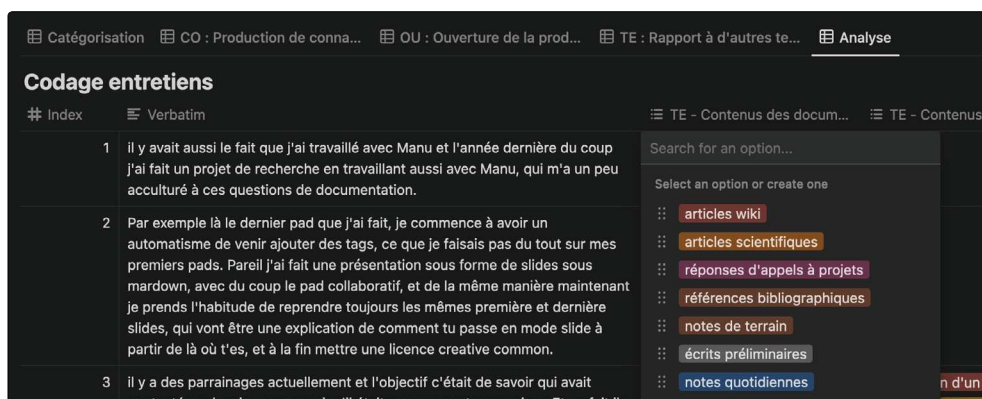 Catégorisation CO : Production de conna... OU : Ouverture de la prod... TE : Rapport à d'autres te... Analyse
Codage entretiens
Index Verbatim TE - Contenus des docum... TE - Contenus
1 il y avait aussi le fait que j'ai travaillé avec Manu et l'année dernière du coup
j'ai fait un projet de recherche en travaillant aussi avec Manu, qui m'a un peu
acculturé à ces questions de documentation.
Search for an option...
Select an option or create one
articles wiki
articles scientifiques
réponses d'appels à projets
références bibliographiques
notes de terrain
écrits préliminaires
notes quotidiennes
2 Par exemple là le dernier pad que j'ai fait, je commence à avoir un
automatisme de venir ajouter des tags, ce que je faisais pas du tout sur mes
premiers pads. Pareil j'ai fait une présentation sous forme de slides sous
mardown, avec du coup le pad collaboratif, et de la même manière maintenant
je prends l'habitude de reprendre toujours les mêmes première et dernière
slides, qui vont être une explication de comment tu passe en mode slide à
partir de là où t'es, et à la fin mettre une licence creative common.
3 il y a des parrainages actuellement et l'objectif c'était de savoir qui avait
n d'un